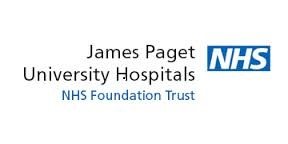 James Paget
University Hospitals
NHS
NHS Foundation Trust